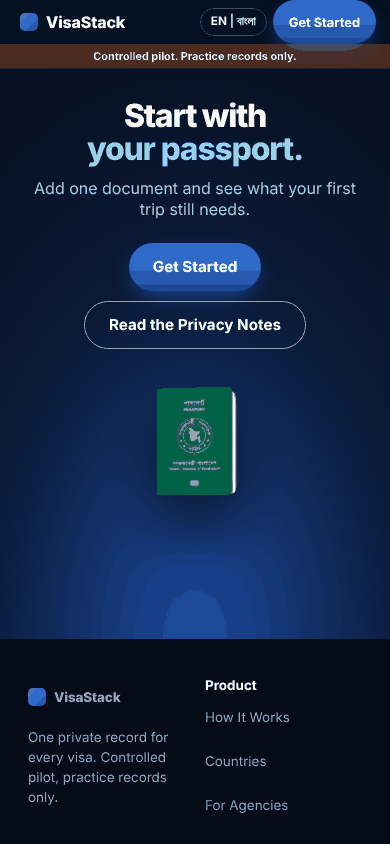 VisaStack
EN | বাংলা
Get Started
Controlled pilot. Practice records only.
Start with
your passport.
Add one document and see what your first
trip still needs.
Get Started
Read the Privacy Notes
PASSPORT
VisaStack
One private record for
every visa. Controlled
pilot, practice records
only.
Product
How It Works
Countries
For Agencies